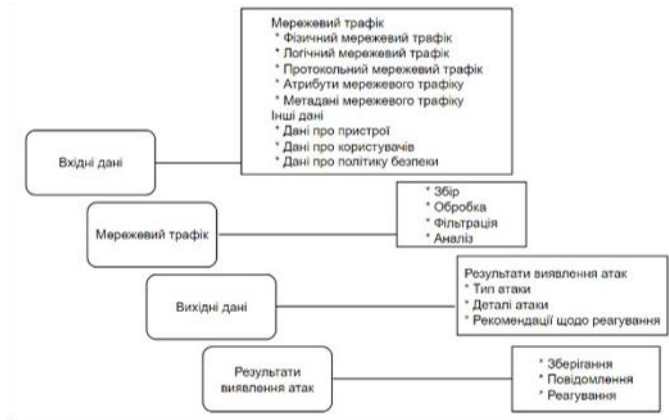 Мережевий трафік
* Фізичний мережевий трафік
* Логічний мережевий трафік
* Протокольний мережевий трафік
* Атрибути мережевого трафіку
* Метадані мережевого трафіку
Інші дані
* Дані про пристрої
* Дані про користувачів
* Дані про політику безпеки
Вхідні дані
* Збір
* Обробка
* Фільтрація
* Аналіз
Мережевий трафік
Результати виявлення атак
* Тип атаки
* Деталі атаки
* Рекомендації щодо реагування
Вихідні дані
* Зберігання
* Повідомлення
* Реагування
Результати
виявлення атак